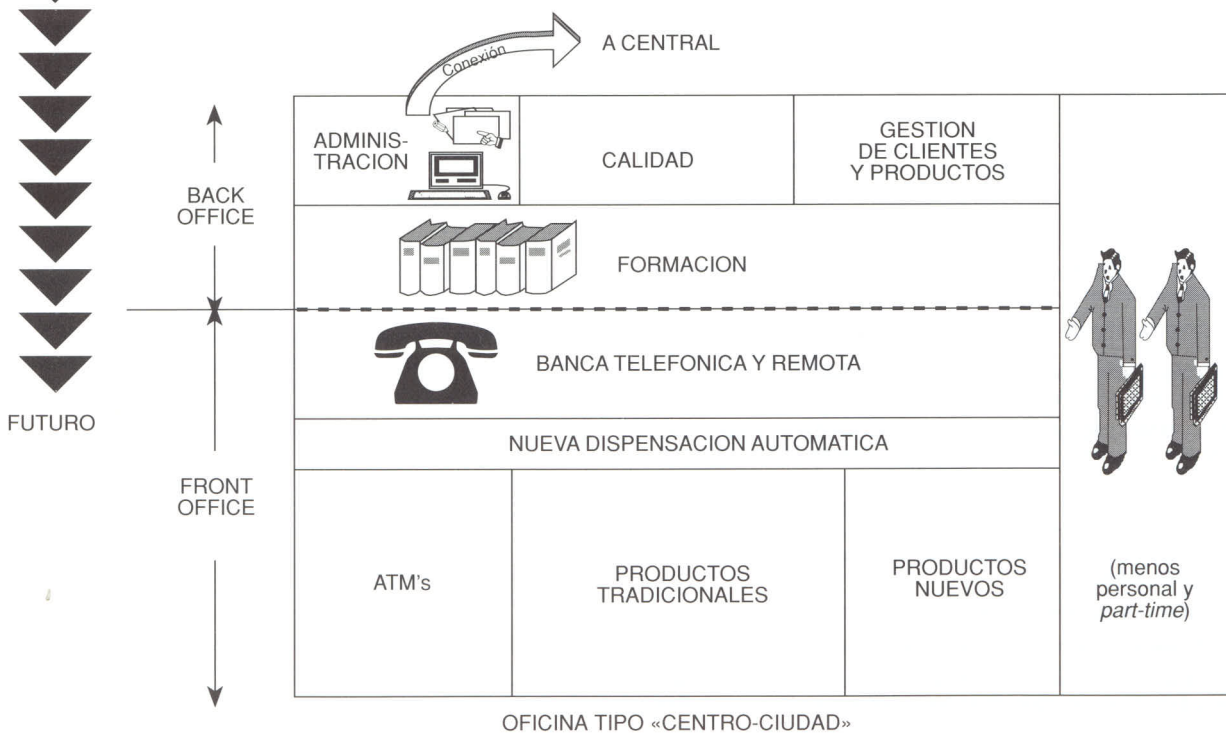 A CENTRAL
Conexión
ADMINIS-
TRACION
CALIDAD
GESTION
DE CLIENTES
Y PRODUCTOS
BACK
OFFICE
FORMACION
BANCA TELEFONICA Y REMOTA
FUTURO
NUEVA DISPENSACION AUTOMATICA
FRONT
OFFICE
ATM's
PRODUCTOS
TRADICIONALES
PRODUCTOS
NUEVOS
(menos
personal y
part-time)
OFICINA TIPO «CENTRO-CIUDAD»